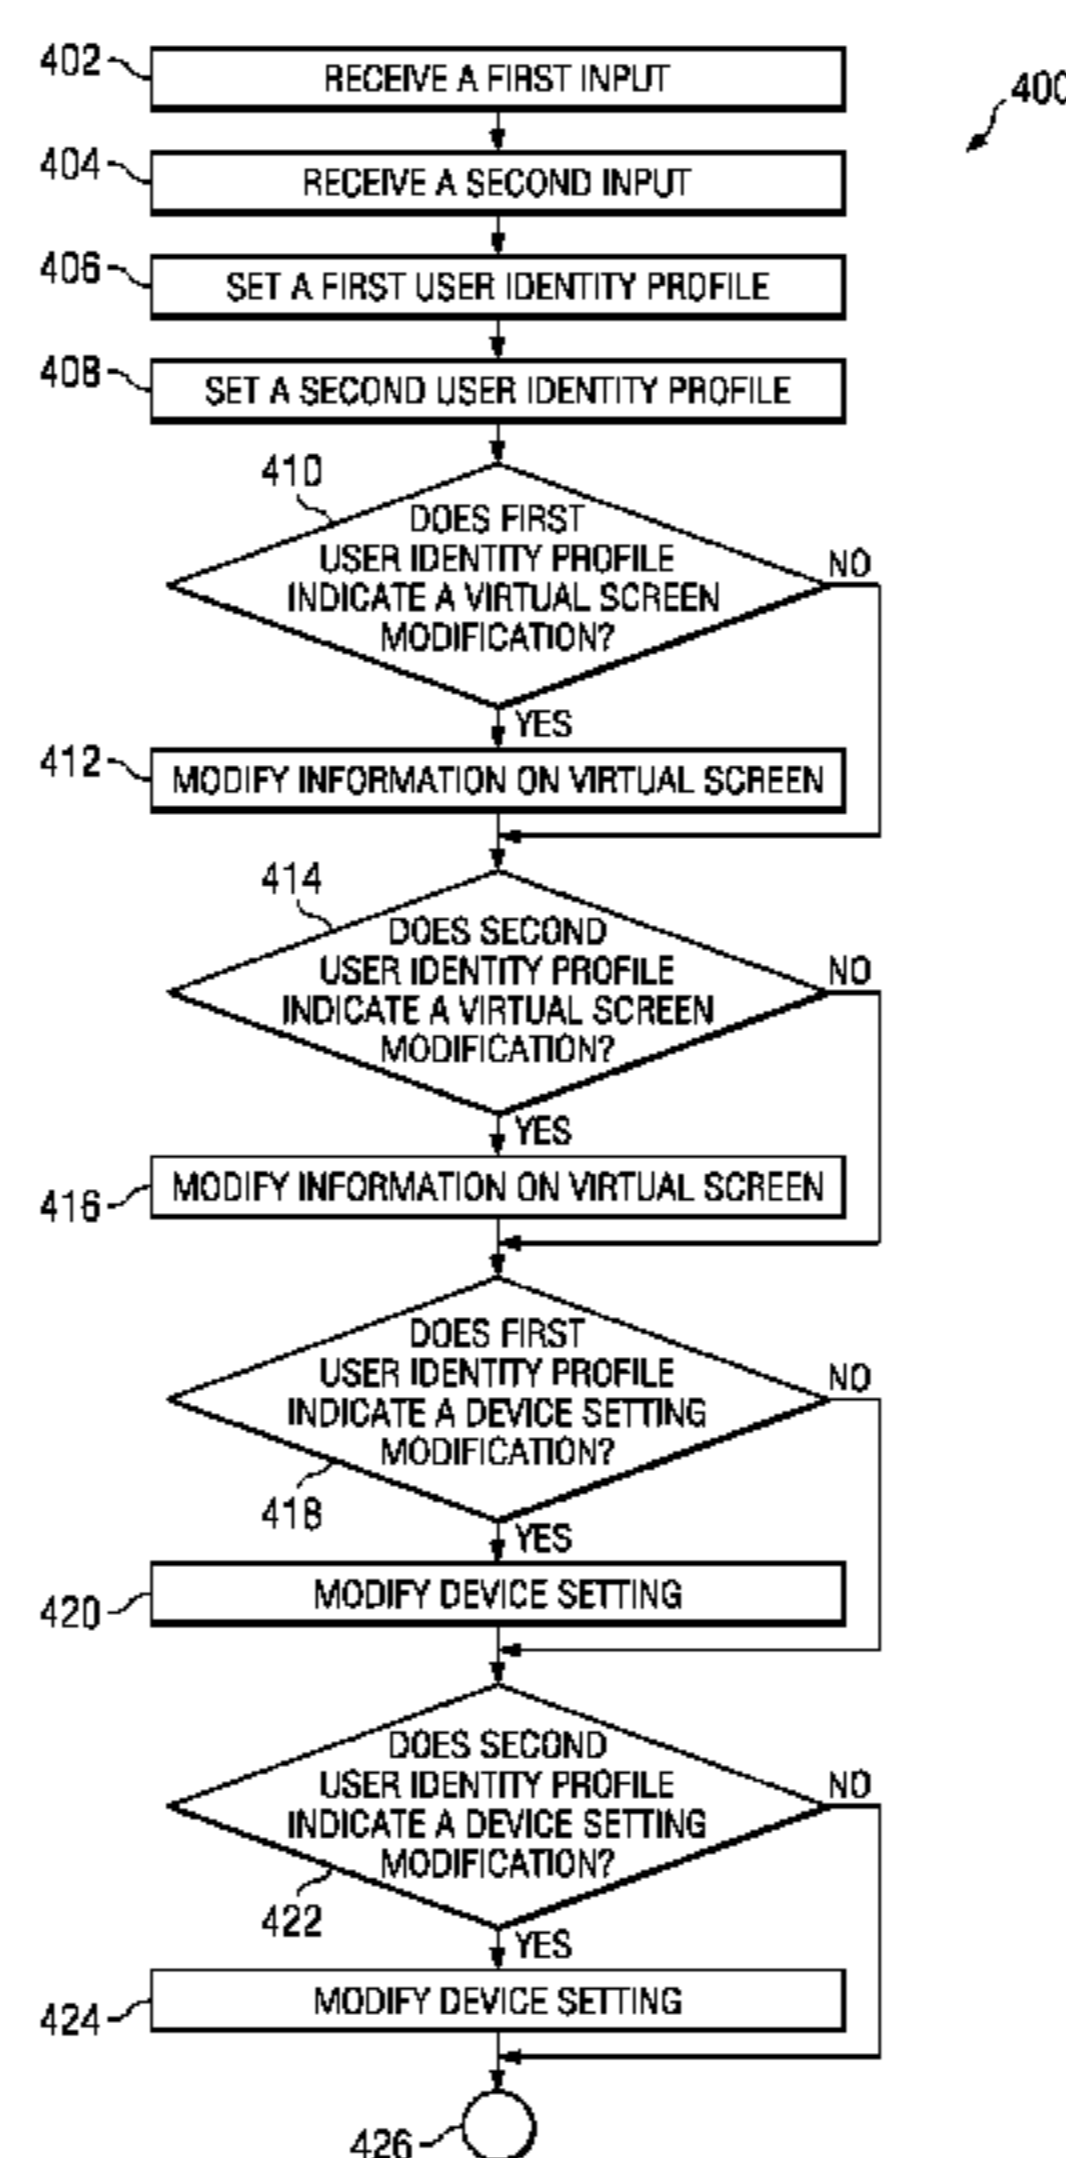 400
402
RECEIVE A FIRST INPUT
404
RECEIVE A SECOND INPUT
406
SET A FIRST USER IDENTITY PROFILE
408
SET A SECOND USER IDENTITY PROFILE
410
DOES FIRST
USER IDENTITY PROFILE
INDICATE A VIRTUAL SCREEN
MODIFICATION?
NO
YES
412
MODIFY INFORMATION ON VIRTUAL SCREEN
414
DOES SECOND
USER IDENTITY PROFILE
INDICATE A VIRTUAL SCREEN
MODIFICATION?
NO
YES
416
MODIFY INFORMATION ON VIRTUAL SCREEN
DOES FIRST
USER IDENTITY PROFILE
INDICATE A DEVICE SETTING
MODIFICATION?
NO
418
YES
420
MODIFY DEVICE SETTING
DOES SECOND
USER IDENTITY PROFILE
INDICATE A DEVICE SETTING
MODIFICATION?
NO
422
YES
424
MODIFY DEVICE SETTING
426